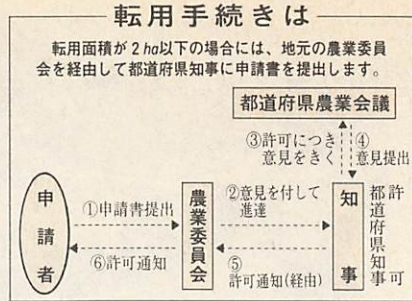 転用手続きは
転用面積が2ha以下の場合には、地元の農業委員
会を経由して都道府県知事に申請書を提出します。
都道府県農業会議
③許可につき
意見をきく
④
意見提出
申請者
①申請書提出
⑥許可通知
農業委員会
②意見を付して
進達
⑤
許可通知(経由)
知事
都道府県知事許可